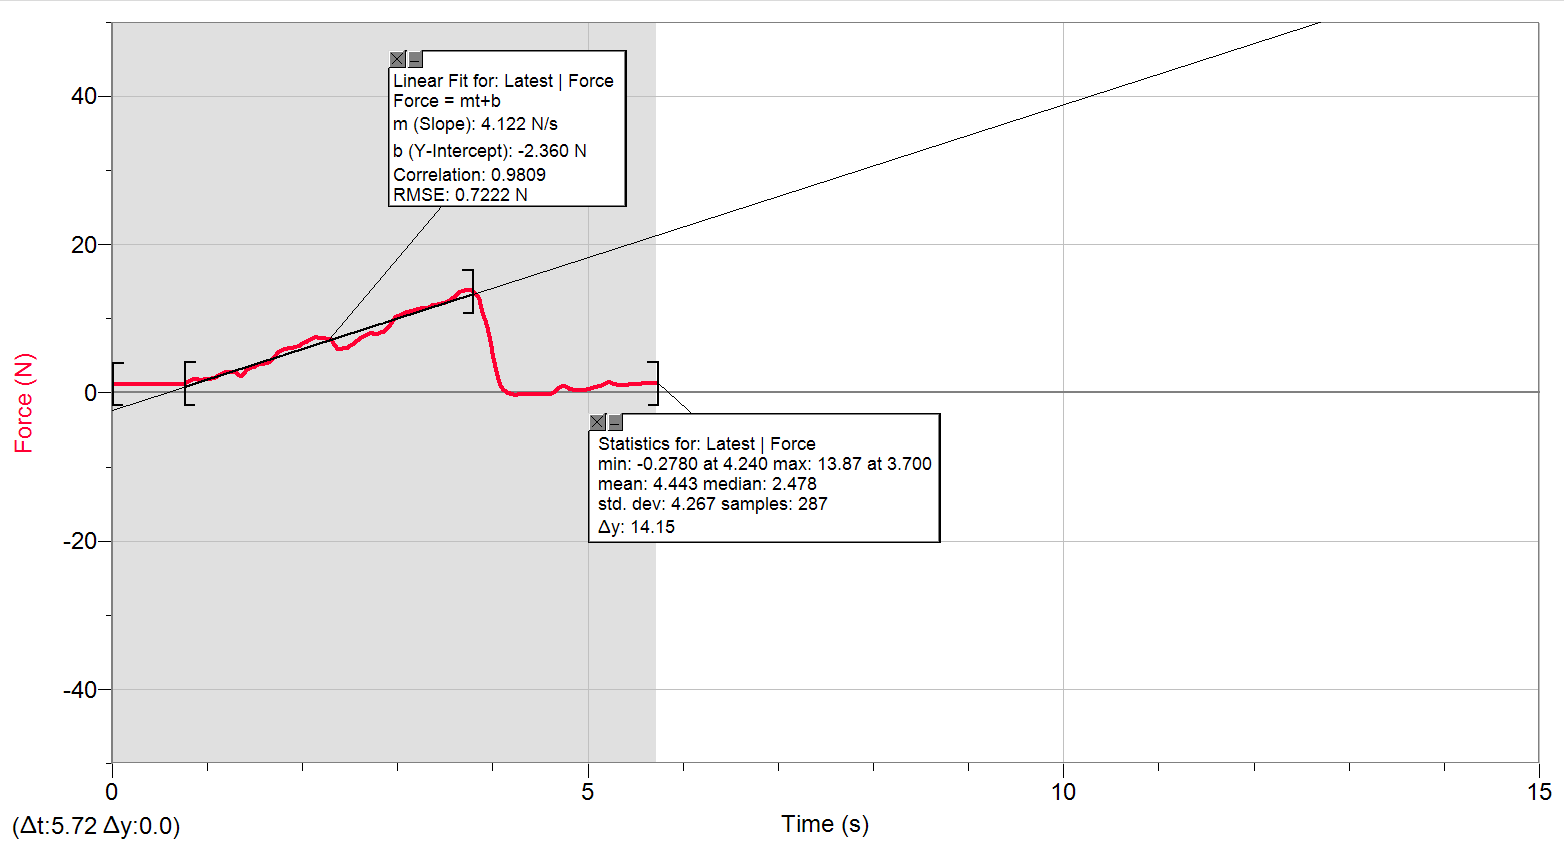 Linear Fit for: Latest | Force
Force = mt+b
m (Slope): 4.122 N/s
b (Y-Intercept): -2.360 N
Correlation: 0.9809
RMSE: 0.7222 N
40
20
0
-20
-40
Force (N)
Statistics for: Latest | Force
min: -0.2780 at 4.240 max: 13.87 at 3.700
mean: 4.443 median: 2.478
std. dev: 4.267 samples: 287
Δy: 14.15
0 5 10 15
(Δt:5.72 Δy:0.0)
Time (s)